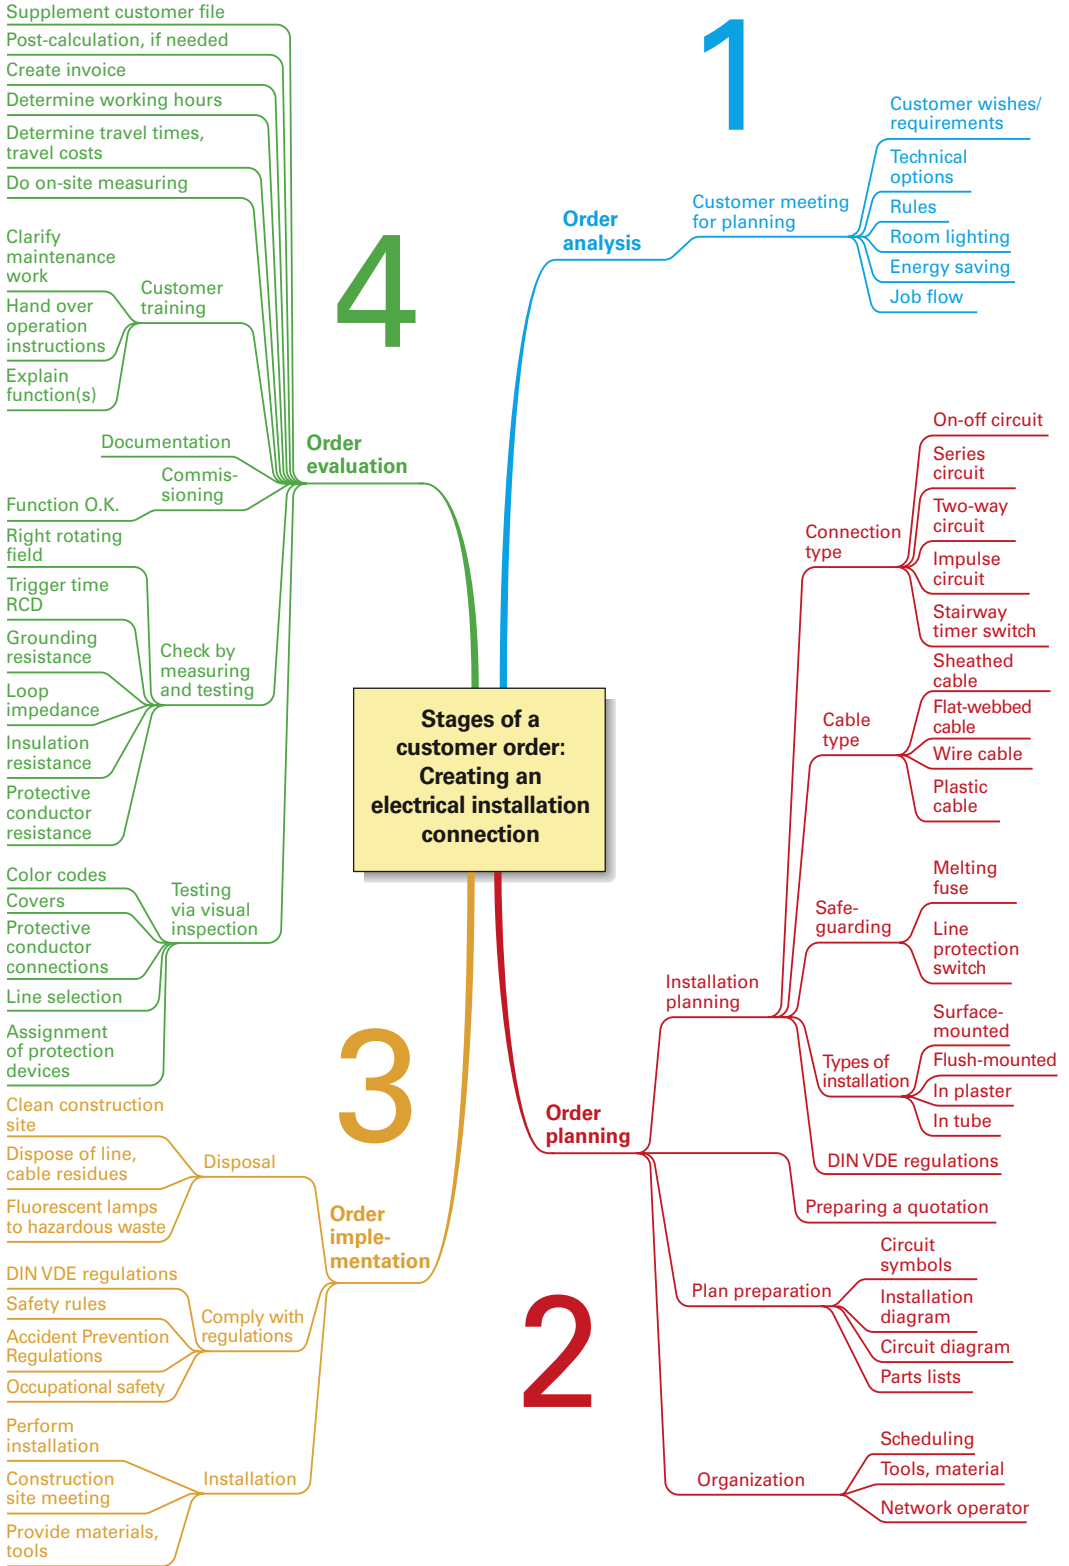 Stages of a
customer order:
Creating an
electrical installation
connection
1
Order
analysis
Customer meeting
for planning
Customer wishes/
requirements
Technical
options
Rules
Room lighting
Energy saving
Job flow
2
Order
planning
Installation
planning
Connection
type
On-off circuit
Series
circuit
Two-way
circuit
Impulse
circuit
Stairway
timer switch
Cable
type
Sheathed
cable
Flat-webbed
cable
Wire cable
Plastic
cable
Safe-
guarding
Melting
fuse
Line
protection
switch
Types of
installation
Surface-
mounted
Flush-mounted
In plaster
In tube
DIN VDE regulations
Preparing a quotation
Plan preparation
Circuit
symbols
Installation
diagram
Circuit diagram
Parts lists
Organization
Scheduling
Tools, material
Network operator
3
Order
imple-
mentation
Disposal
Clean construction
site
Dispose of line,
cable residues
Fluorescent lamps
to hazardous waste
Comply with
regulations
DIN VDE regulations
Safety rules
Accident Prevention
Regulations
Occupational safety
Installation
Perform
installation
Construction
site meeting
Provide materials,
tools
4
Order
evaluation
Supplement customer file
Post-calculation, if needed
Create invoice
Determine working hours
Determine travel times,
travel costs
Do on-site measuring
Customer
training
Clarify
maintenance
work
Hand over
operation
instructions
Explain
function(s)
Documentation
Commis-
sioning
Function O.K.
Check by
measuring
and testing
Right rotating
field
Trigger time
RCD
Grounding
resistance
Loop
impedance
Insulation
resistance
Protective
conductor
resistance
Testing
via visual
inspection
Color codes
Covers
Protective
conductor
connections
Line selection
Assignment
of protection
devices